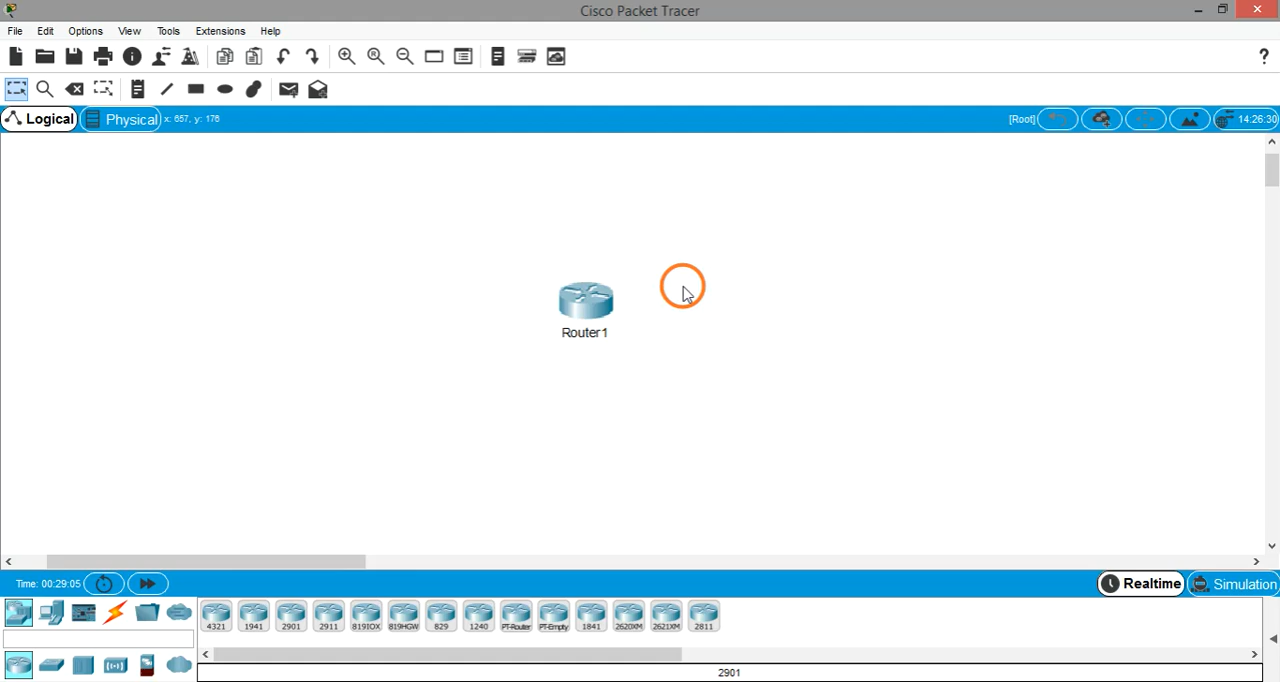 Cisco Packet Tracer
File Edit Options View Tools Extensions Help
?
Logical Physical x: 657, y: 176 [Root] 14:26:30
Router1
Time: 00:29:05 Realtime Simulation
4321 1941 2901 2911 819IOX 819HGW 829 1240 PT-Router PT-Empty 1841 2620XM 2621XM 2811
2901